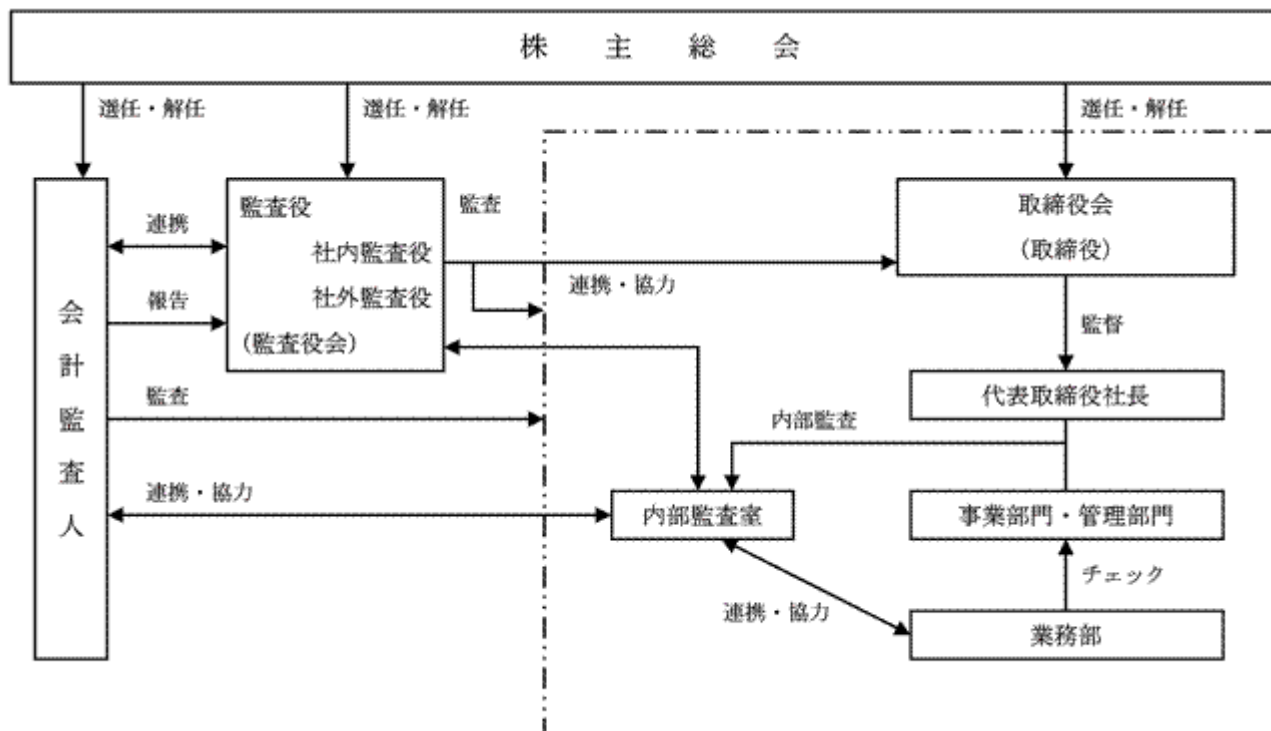 株主総会
選任・解任
選任・解任
選任・解任
会計監査人
連携
報告
監査
連携・協力
監査役
社内監査役
社外監査役
(監査役会)
監査
連携・協力
取締役会
(取締役)
監督
代表取締役社長
内部監査
内部監査室
事業部門・管理部門
チェック
連携・協力
業務部